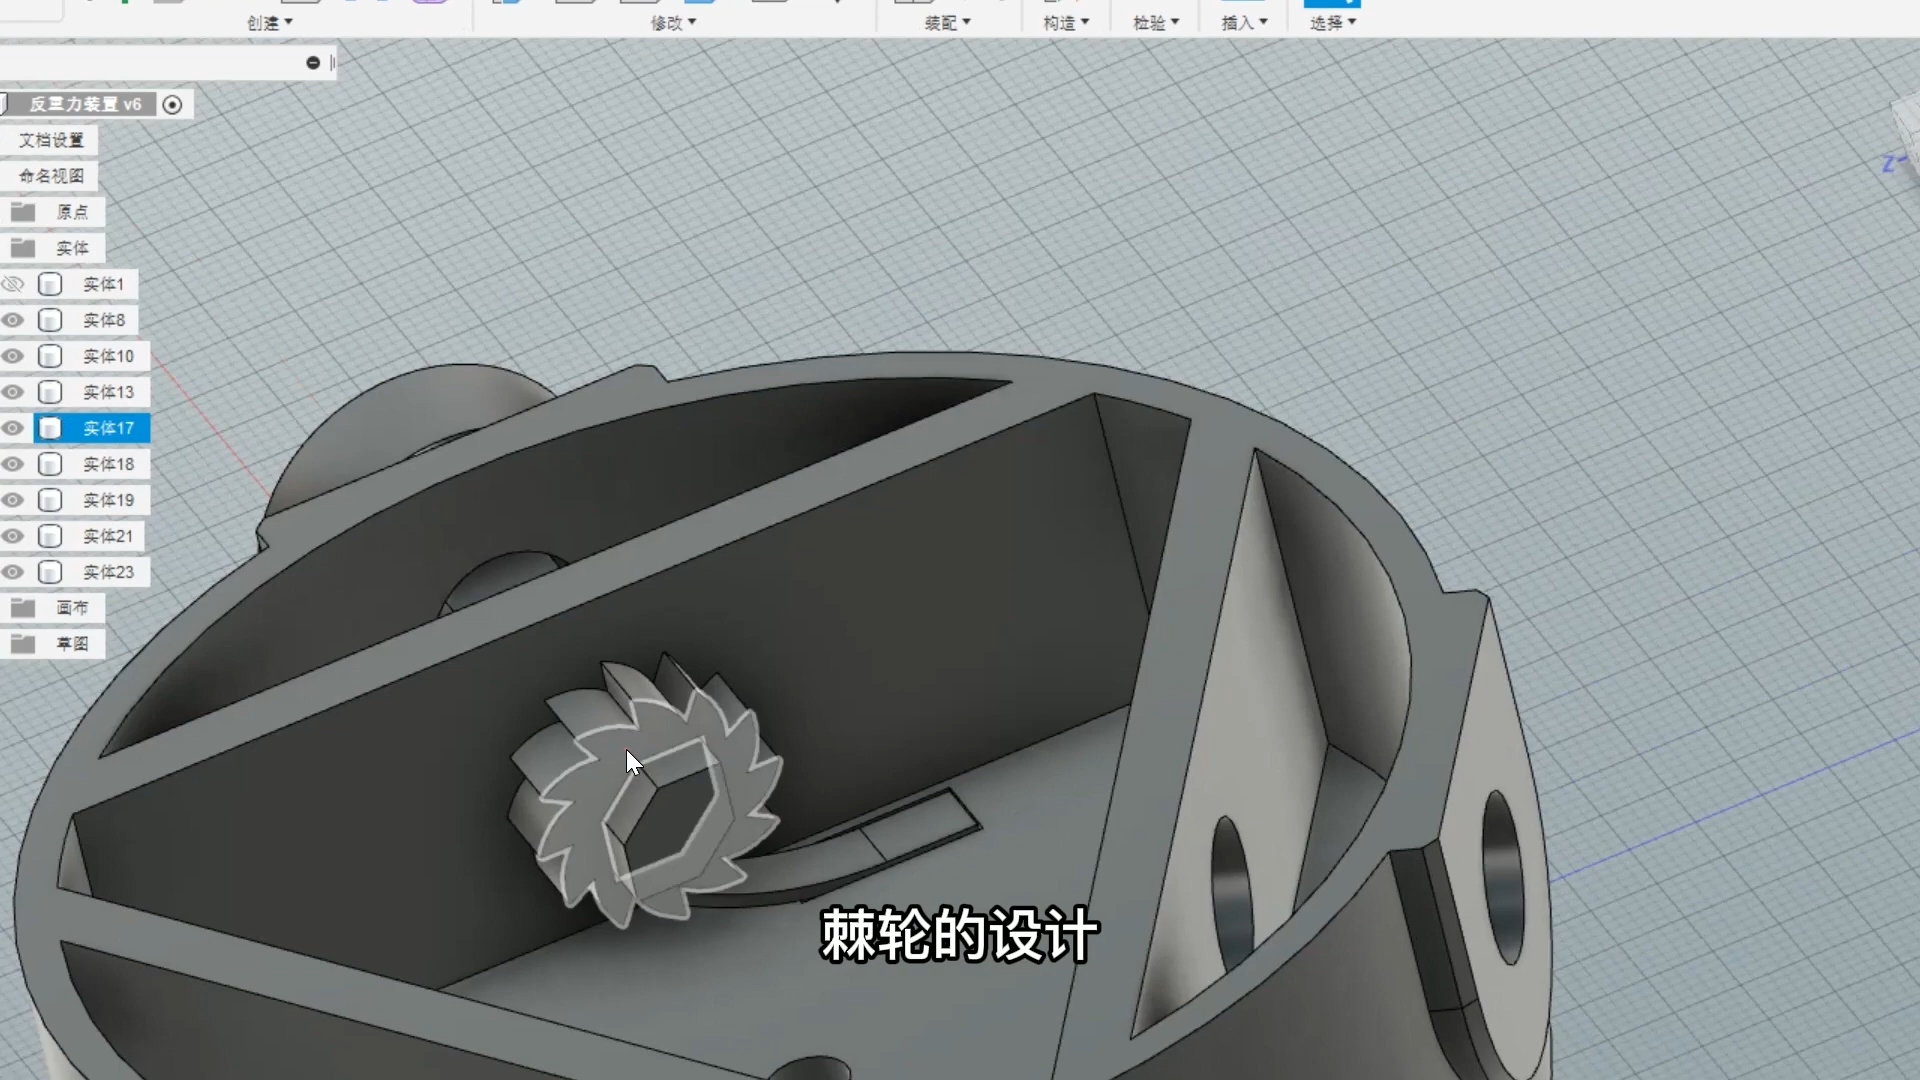 创建 修改 装配 构造 检验 插入 选择
反重力装置 v6
文档设置
命名视图
原点
实体
实体1
实体8
实体10
实体13
实体17
实体18
实体19
实体21
实体23
画布
草图
Z
棘轮的设计